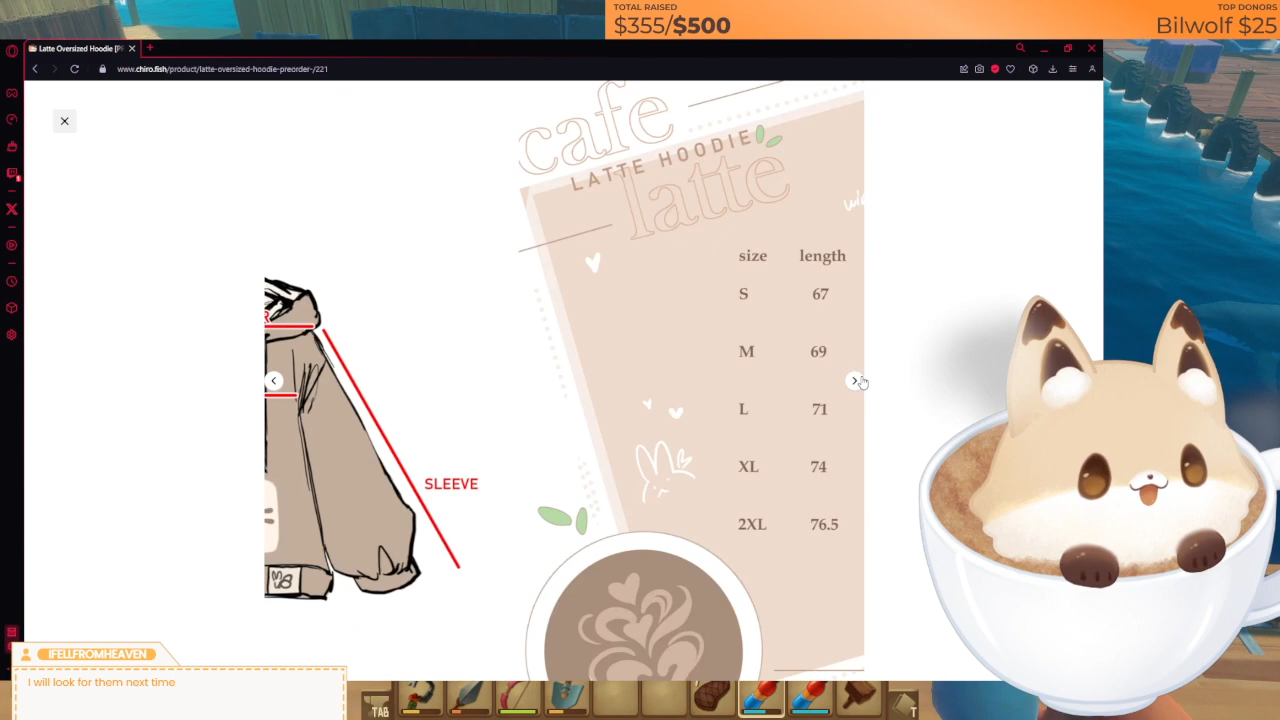 TOTAL RAISED
$355/$500
TOP DONORS
Bilwolf $25
Latte Oversized Hoodie [P
www.chiro.fish/product/latte-oversized-hoodie-preorder-/221
cafe
LATTE HOODIE
latte
size length
S 67
M 69
L 71
XL 74
2XL 76.5
R
SLEEVE
IFELLFROMHEAVEN
I will look for them next time
TAB
T